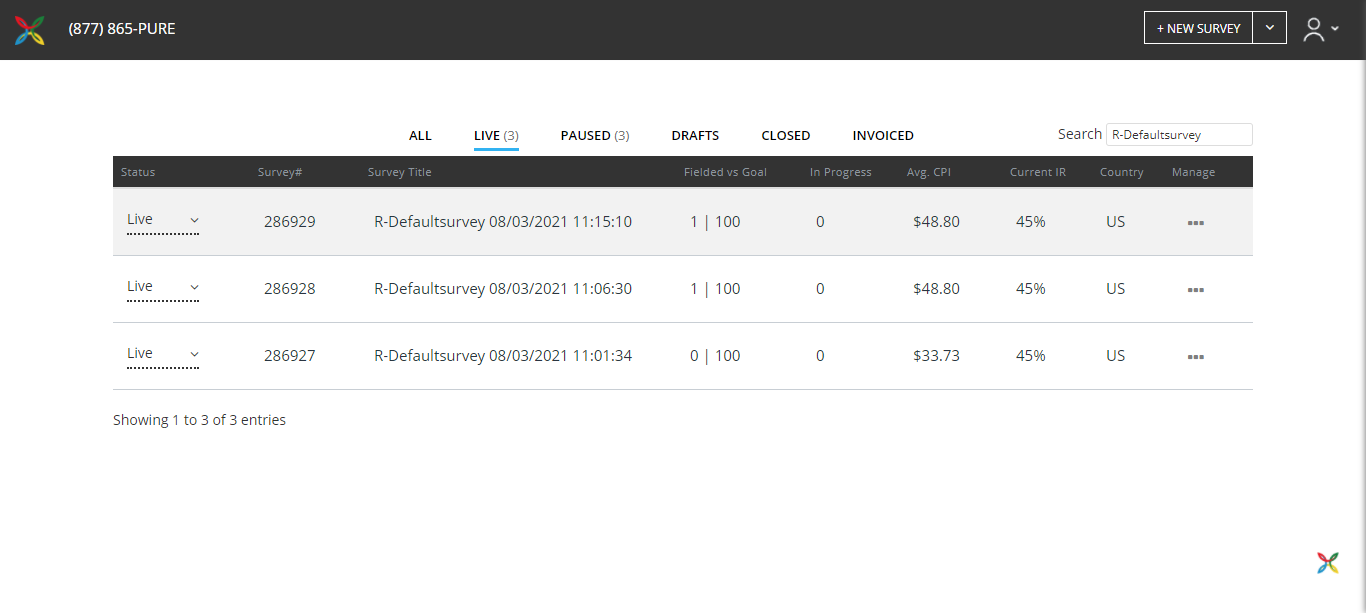 (877) 865-PURE + NEW SURVEY
ALL LIVE (3) PAUSED (3) DRAFTS CLOSED INVOICED Search R-Defaultsurvey
Status Survey# Survey Title Fielded vs Goal In Progress Avg. CPI Current IR Country Manage
Live 286929 R-Defaultsurvey 08/03/2021 11:15:10 1 | 100 0 $48.80 45% US
Live 286928 R-Defaultsurvey 08/03/2021 11:06:30 1 | 100 0 $48.80 45% US
Live 286927 R-Defaultsurvey 08/03/2021 11:01:34 0 | 100 0 $33.73 45% US
Showing 1 to 3 of 3 entries